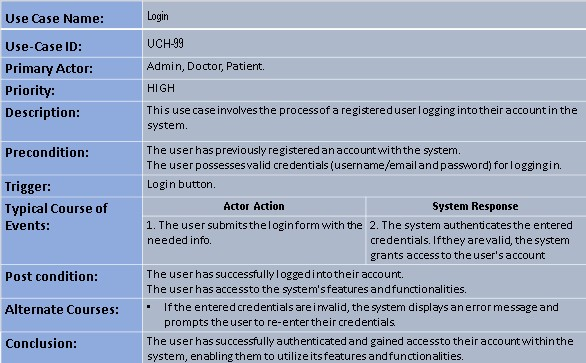 Use Case Name: Login
Use-Case ID: UCH-99
Primary Actor: Admin, Doctor, Patient.
Priority: HIGH
Description: This use case involves the process of a registered user logging into their account in the
system.
Precondition: The user has previously registered an account with the system.
The user possesses valid credentials (username/email and password) for logging in.
Trigger: Login button.
Typical Course of Events:
Actor Action
1. The user submits the login form with the
needed info.
System Response
2. The system authenticates the entered
credentials. If they are valid, the system
grants access to the user's account
Post condition: The user has successfully logged into their account.
The user has access to the system's features and functionalities.
Alternate Courses: • If the entered credentials are invalid, the system displays an error message and
prompts the user to re-enter their credentials.
Conclusion: The user has successfully authenticated and gained access to their account within the
system, enabling them to utilize its features and functionalities.